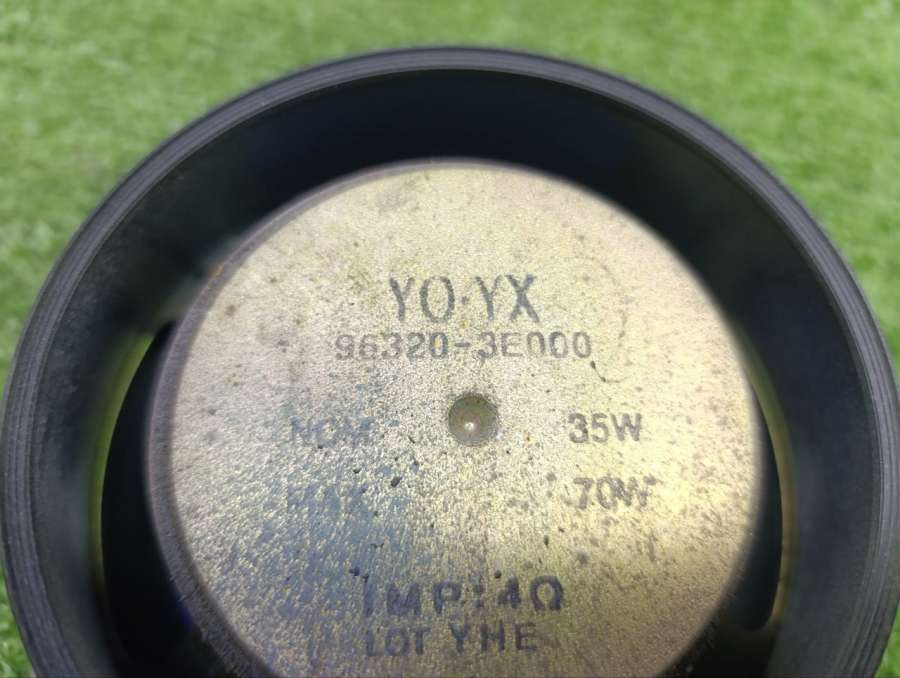 YO·YX
96320-3E000
NOM 35W
MAX 70W
IMP:4Ω
LOT YHE